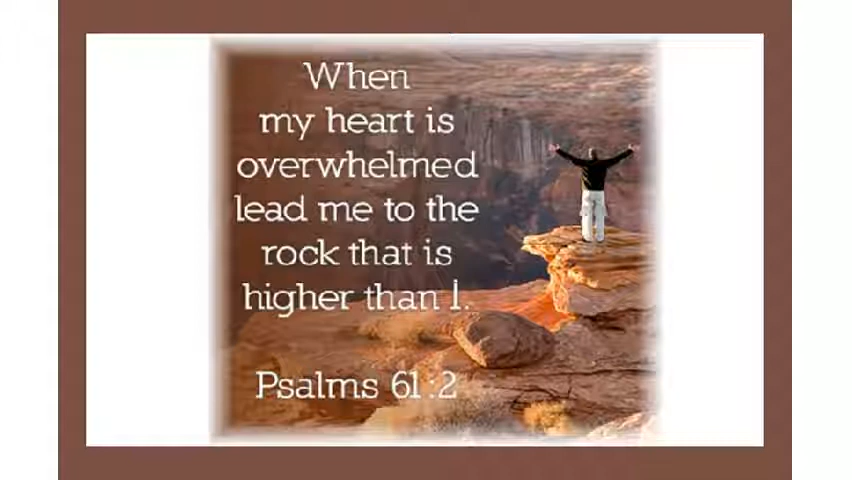 When
my heart is
overwhelmed
lead me to the
rock that is
higher than I.
Psalms 61:2